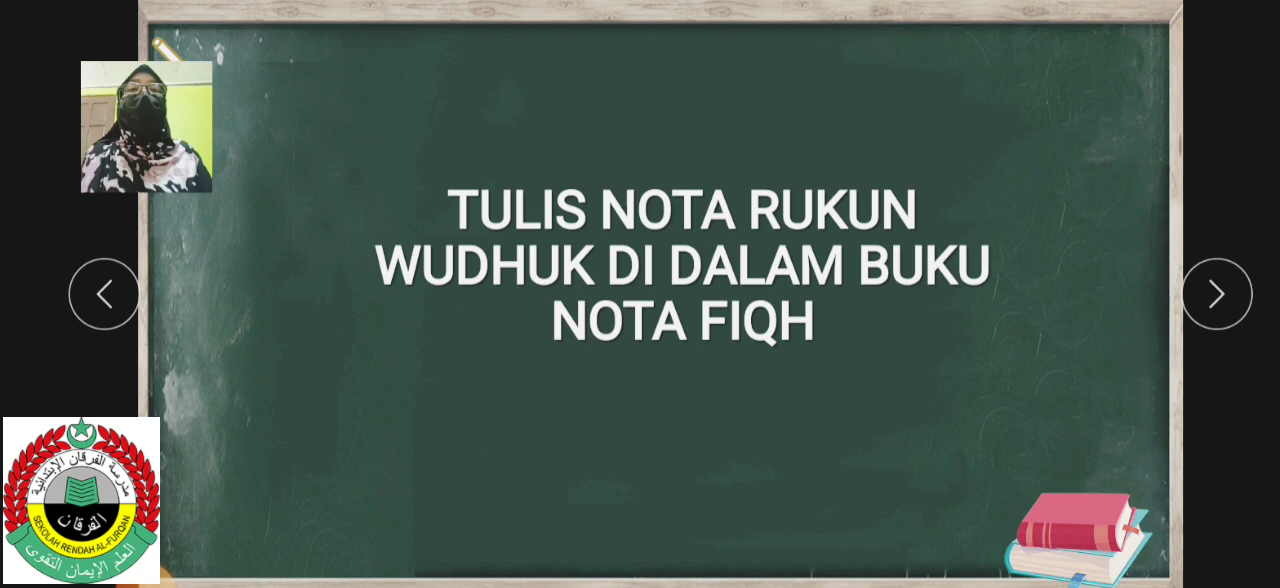 TULIS NOTA RUKUN
WUDHUK DI DALAM BUKU
NOTA FIQH
مدرسة الفرقان الإبتدائية
الفرقان
SEKOLAH RENDAH AL-FURQAN
العلم الإيمان التقوى